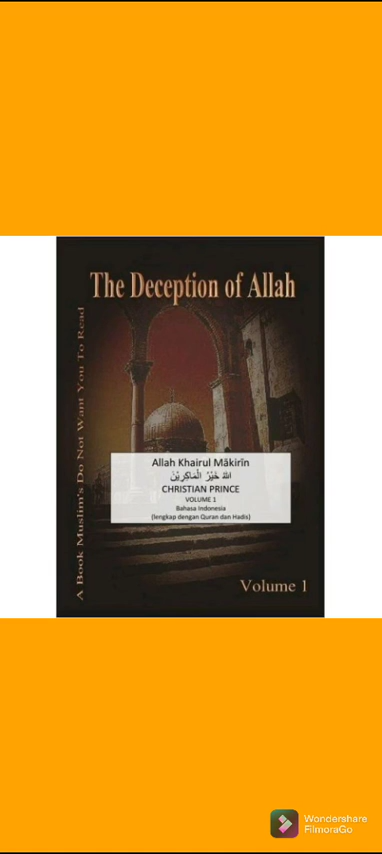 The Deception of Allah
A Book Muslim's Do Not Want You To Read
Allah Khairul Mākirīn
الله خَيْرُ الْمَاكِرِيْنَ
CHRISTIAN PRINCE
VOLUME 1
Bahasa Indonesia
(lengkap dengan Quran dan Hadis)
Volume 1
Wondershare
FilmoraGo